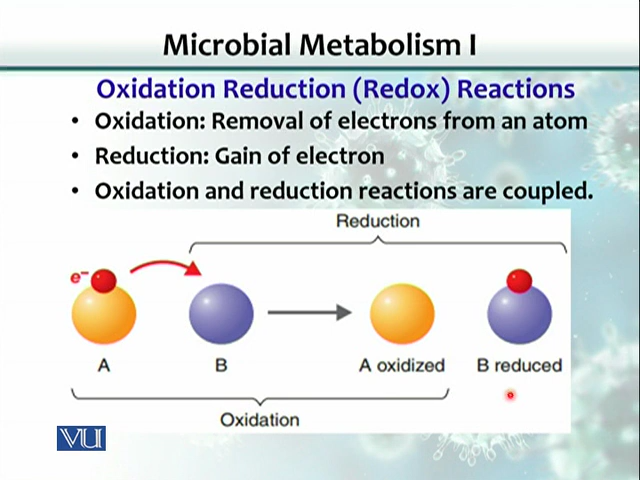 Microbial Metabolism I
Oxidation Reduction (Redox) Reactions
• Oxidation: Removal of electrons from an atom
• Reduction: Gain of electron
• Oxidation and reduction reactions are coupled.
Reduction
e⁻
A
B
A oxidized
B reduced
Oxidation
VU